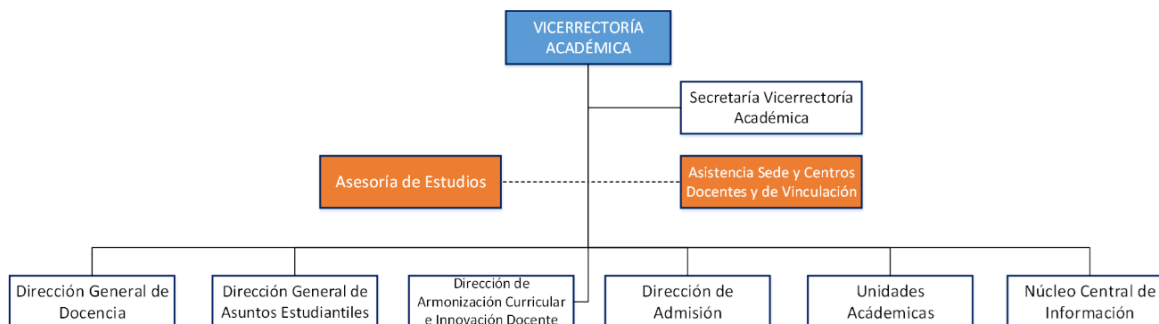 VICERRECTORÍA
ACADÉMICA
Secretaría Vicerrectoría
Académica
Asesoría de Estudios
Asistencia Sede y Centros
Docentes y de Vinculación
Dirección General de
Docencia
Dirección General de
Asuntos Estudiantiles
Dirección de
Armonización Curricular
e Innovación Docente
Dirección de
Admisión
Unidades
Acádemicas
Núcleo Central de
Información